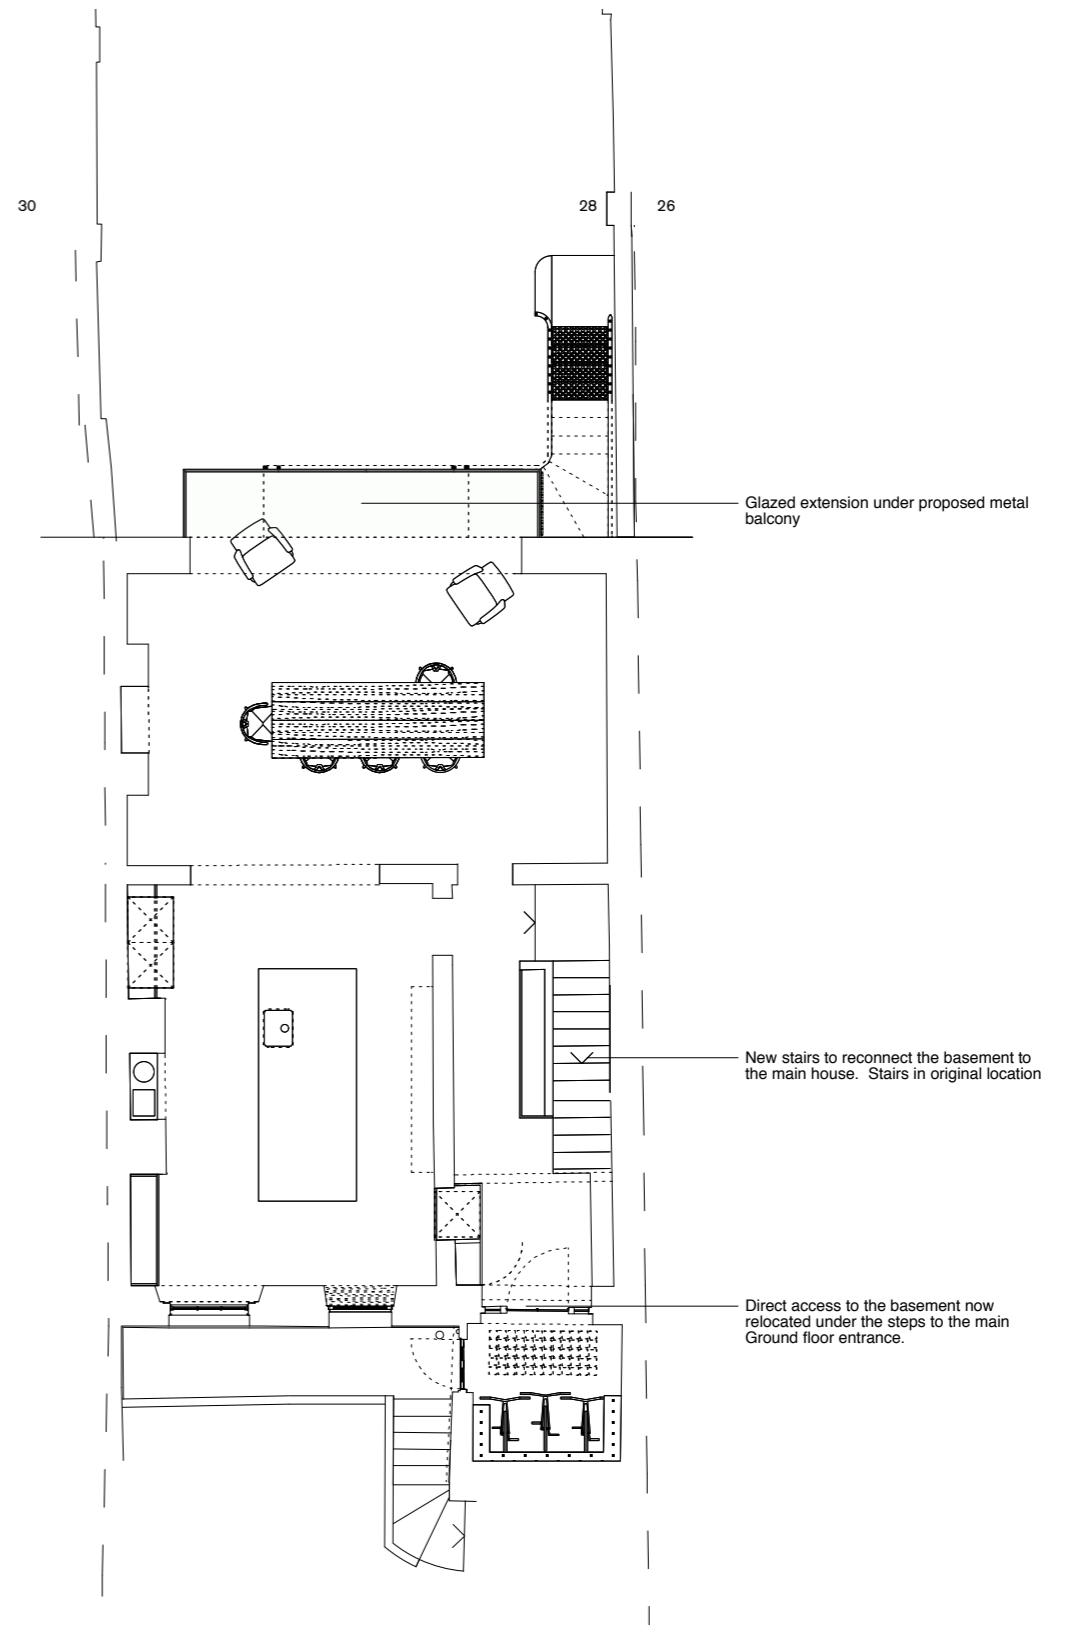 30
28
26
Glazed extension under proposed metal
balcony
New stairs to reconnect the basement to
the main house.  Stairs in original location
Direct access to the basement now
relocated under the steps to the main
Ground floor entrance.